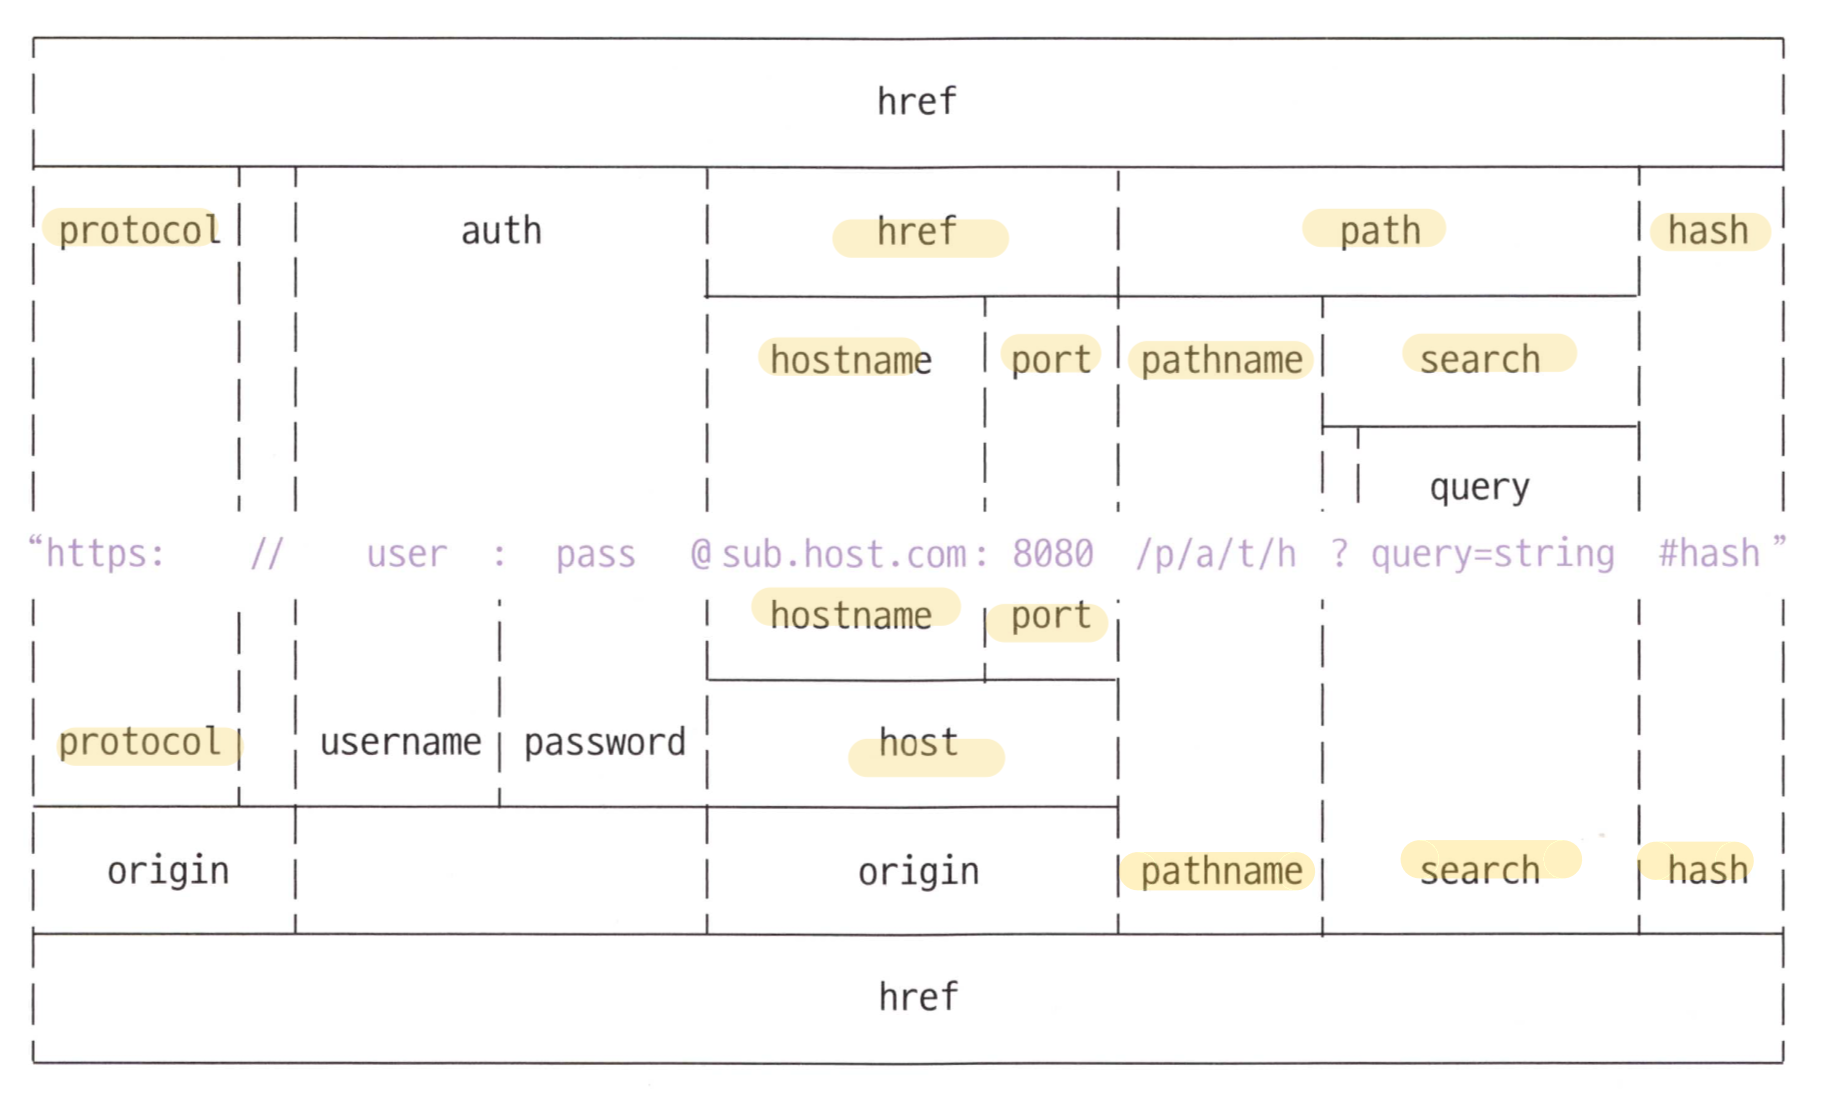 href
protocol auth href path hash
hostname port pathname search
query
“https: // user : pass @ sub.host.com : 8080 /p/a/t/h ? query=string #hash”
hostname port
protocol username password host
origin origin pathname search hash
href